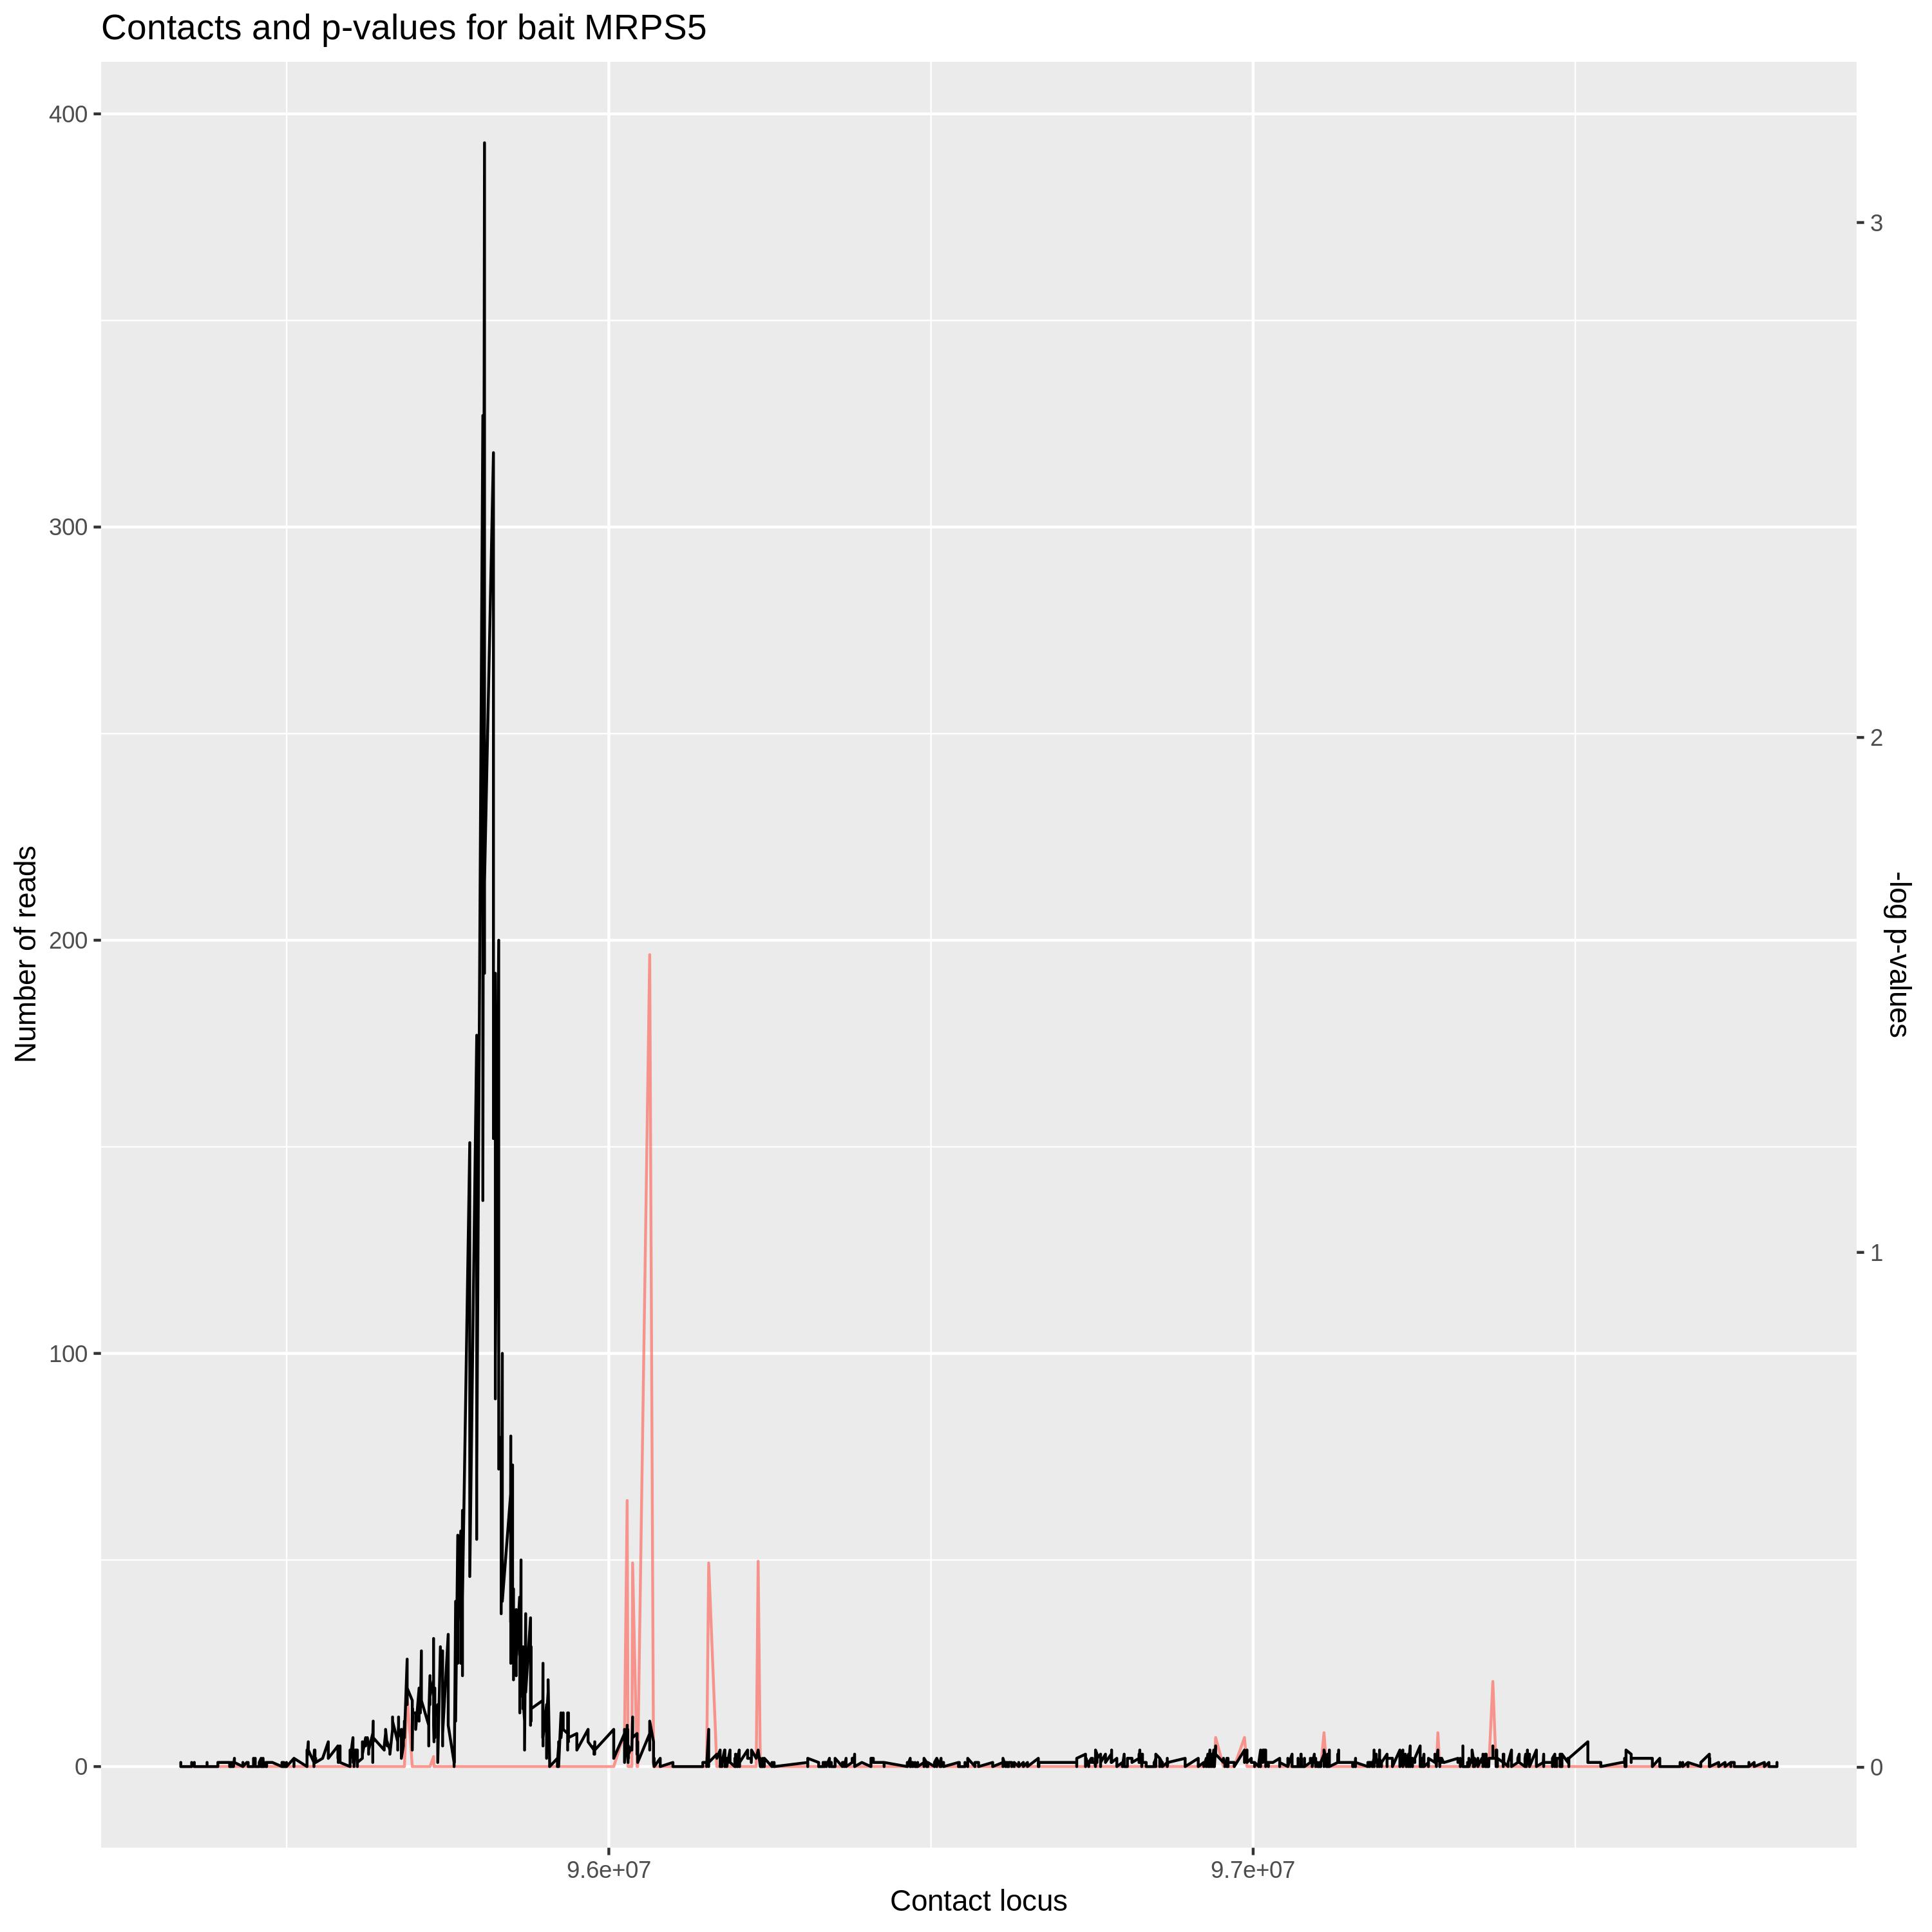 Contacts and p-values for bait MRPS5
400
300
200
100
0
Number of reads
3
2
1
0
-log p-values
9.6e+07
9.7e+07
Contact locus